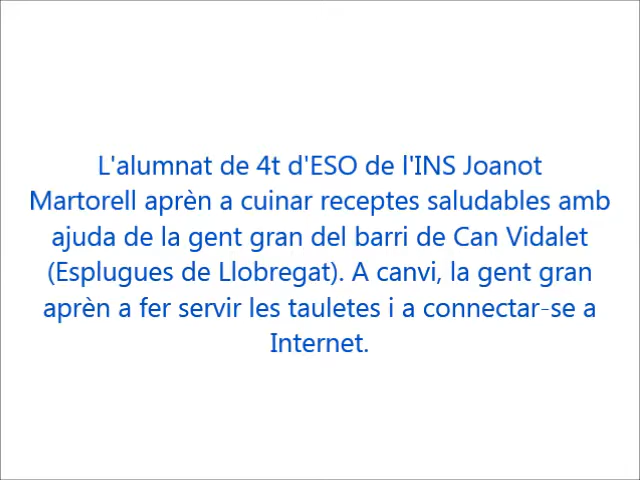 L'alumnat de 4t d'ESO de l'INS Joanot
Martorell aprèn a cuinar receptes saludables amb
ajuda de la gent gran del barri de Can Vidalet
(Esplugues de Llobregat). A canvi, la gent gran
aprèn a fer servir les tauletes i a connectar-se a
Internet.